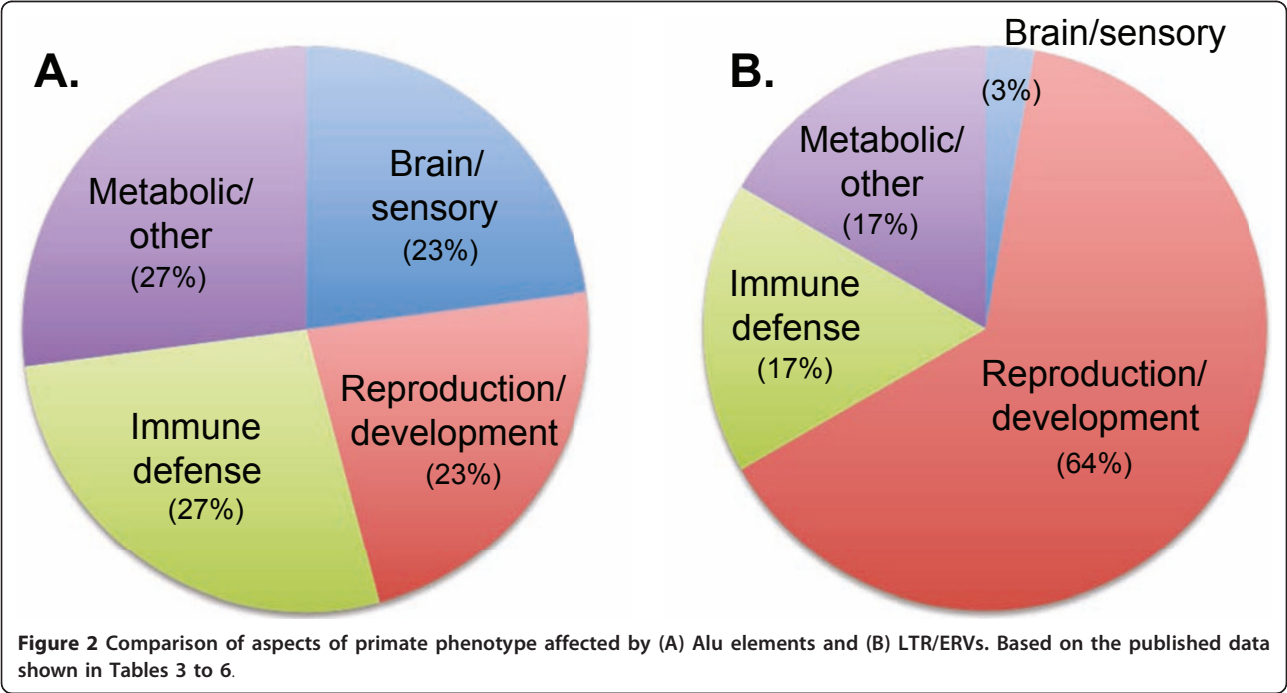 A.
Brain/
sensory
(23%)
Reproduction/
development
(23%)
Immune
defense
(27%)
Metabolic/
other
(27%)
B.
Brain/sensory
(3%)
Reproduction/
development
(64%)
Immune
defense
(17%)
Metabolic/
other
(17%)
Figure 2 Comparison of aspects of primate phenotype affected by (A) Alu elements and (B) LTR/ERVs. Based on the published data
shown in Tables 3 to 6.